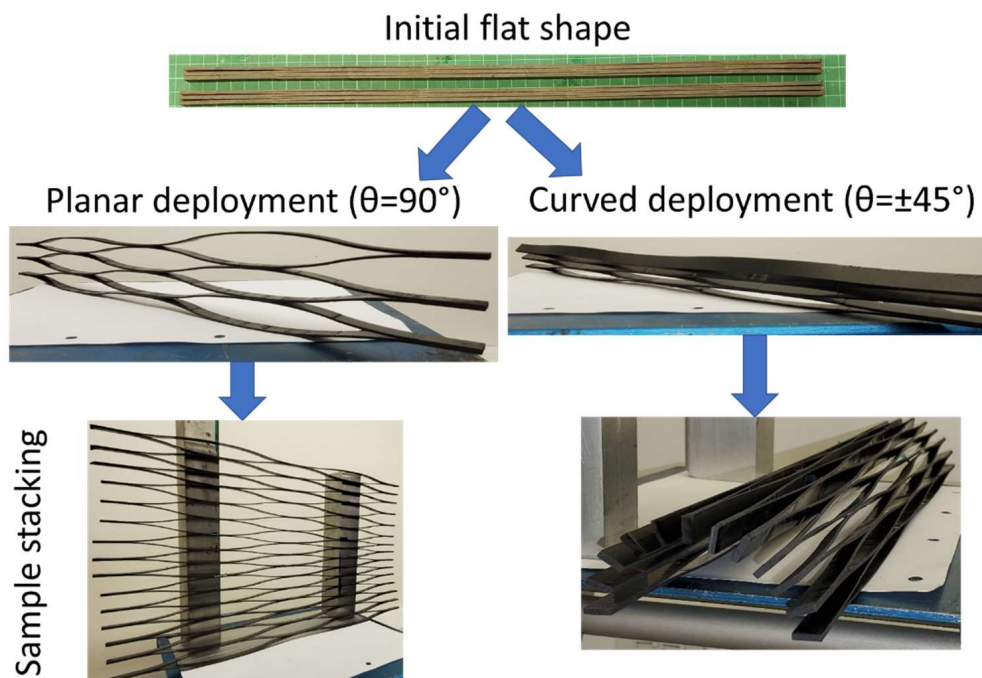 Initial flat shape
Planar deployment (θ=90°)
Curved deployment (θ=±45°)
Sample stacking